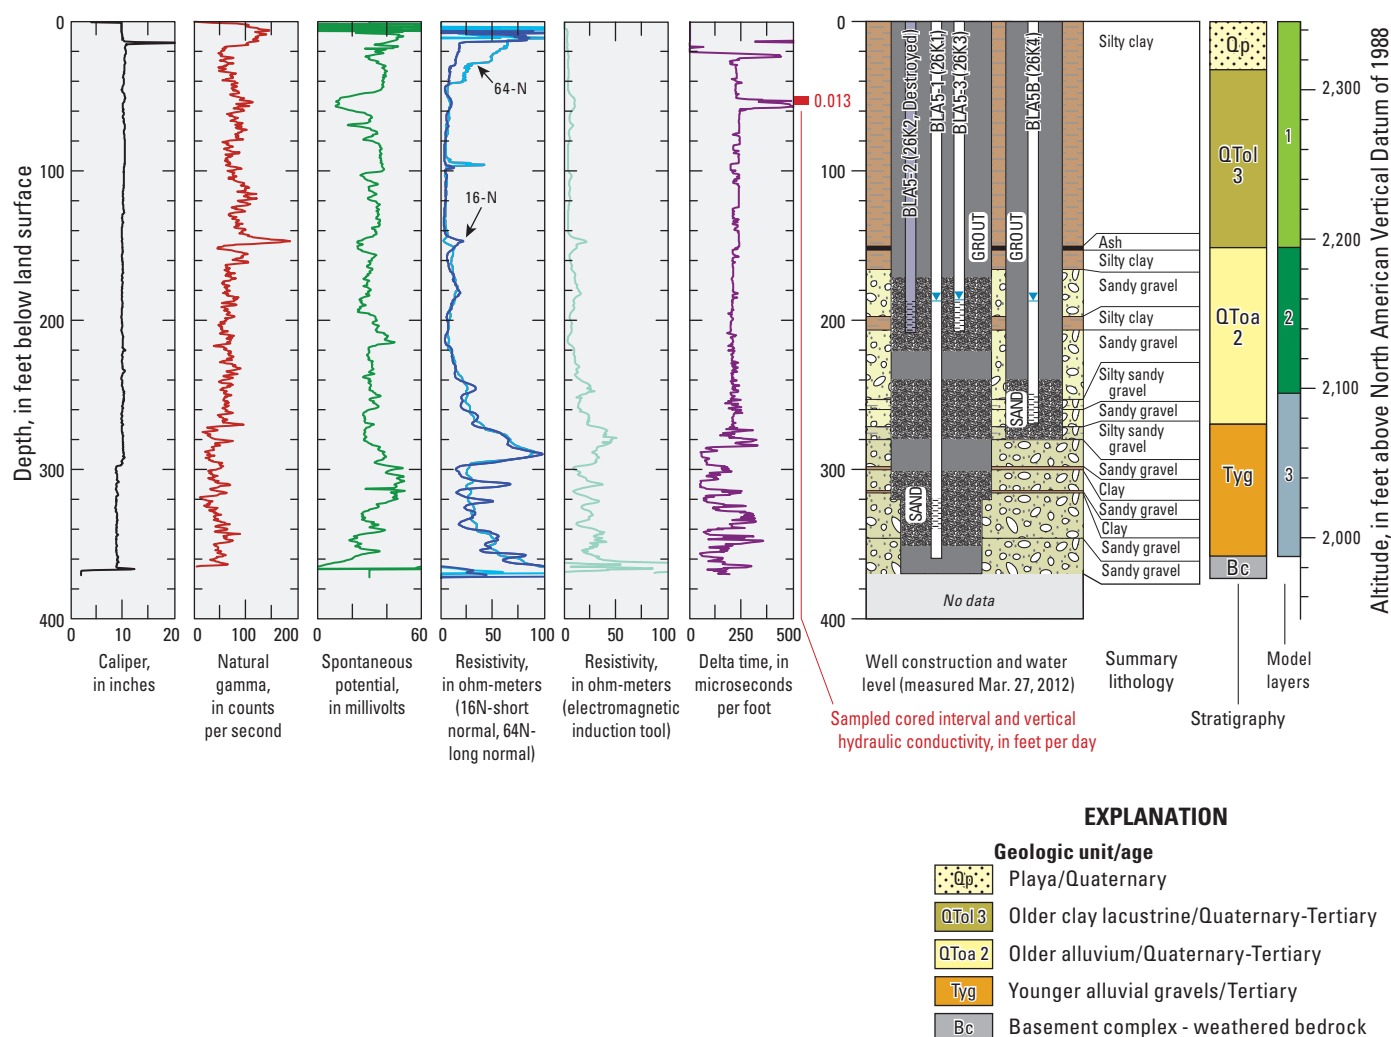 Depth, in feet below land surface
0
100
200
300
400
0 10 20
Caliper,
in inches
0 100 200
Natural
gamma,
in counts
per second
0 60
Spontaneous
potential,
in millivolts
64-N
16-N
0 50 100
Resistivity,
in ohm-meters
(16N-short
normal, 64N-
long normal)
0 50 100
Resistivity,
in ohm-meters
(electromagnetic
induction tool)
0 250 500
Delta time, in
microseconds
per foot
0.013
Sampled cored interval and vertical
hydraulic conductivity, in feet per day
0
100
200
300
400
BLA5-2 (26K2, Destroyed)
BLA5-1 (26K1)
BLA5-3 (26K3)
BLA5B (26K4)
GROUT
GROUT
SAND
SAND
No data
Well construction and water
level (measured Mar. 27, 2012)
Silty clay
Ash
Silty clay
Sandy gravel
Silty clay
Sandy gravel
Silty sandy
gravel
Sandy gravel
Silty sandy
gravel
Sandy gravel
Clay
Sandy gravel
Clay
Sandy gravel
Sandy gravel
Summary
lithology
Qp
QTol
3
QToa
2
Tyg
Bc
Stratigraphy
1
2
3
Model
layers
2,300
2,200
2,100
2,000
Altitude, in feet above North American Vertical Datum of 1988
EXPLANATION
Geologic unit/age
Qp Playa/Quaternary
QTol 3 Older clay lacustrine/Quaternary-Tertiary
QToa 2 Older alluvium/Quaternary-Tertiary
Tyg Younger alluvial gravels/Tertiary
Bc Basement complex - weathered bedrock